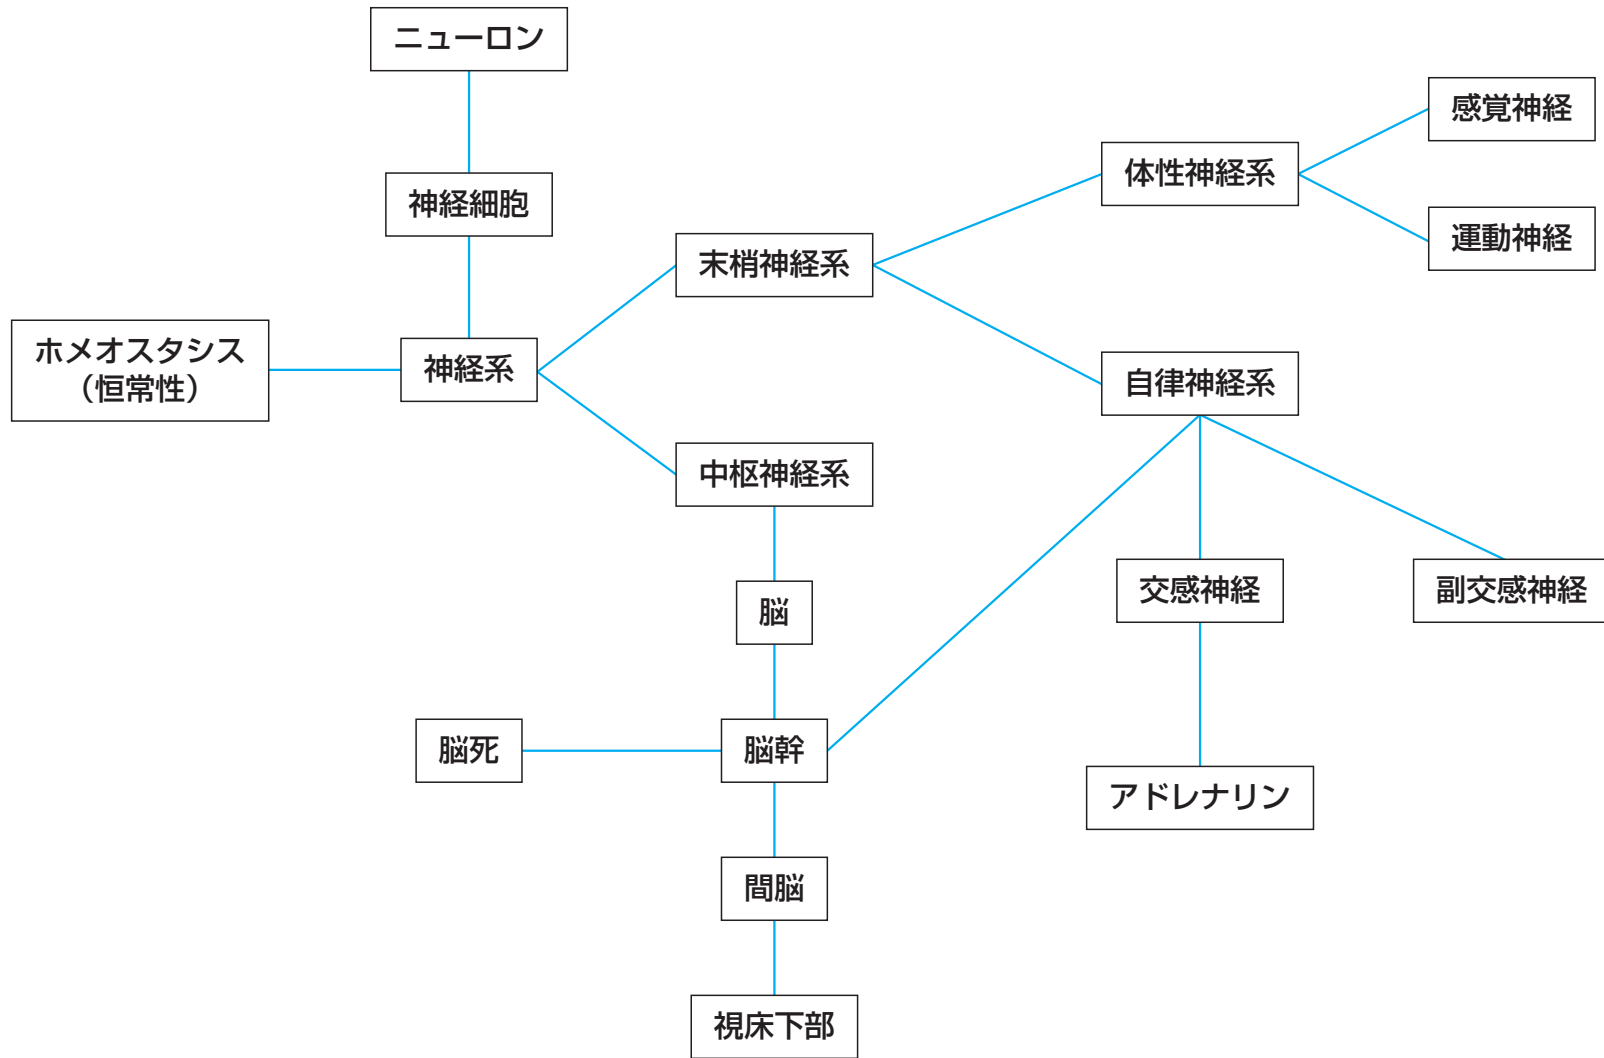 ニューロン
感覚神経
体性神経系
神経細胞
運動神経
末梢神経系
ホメオスタシス
（恒常性）
神経系
自律神経系
中枢神経系
脳
交感神経
副交感神経
脳死
脳幹
アドレナリン
間脳
視床下部